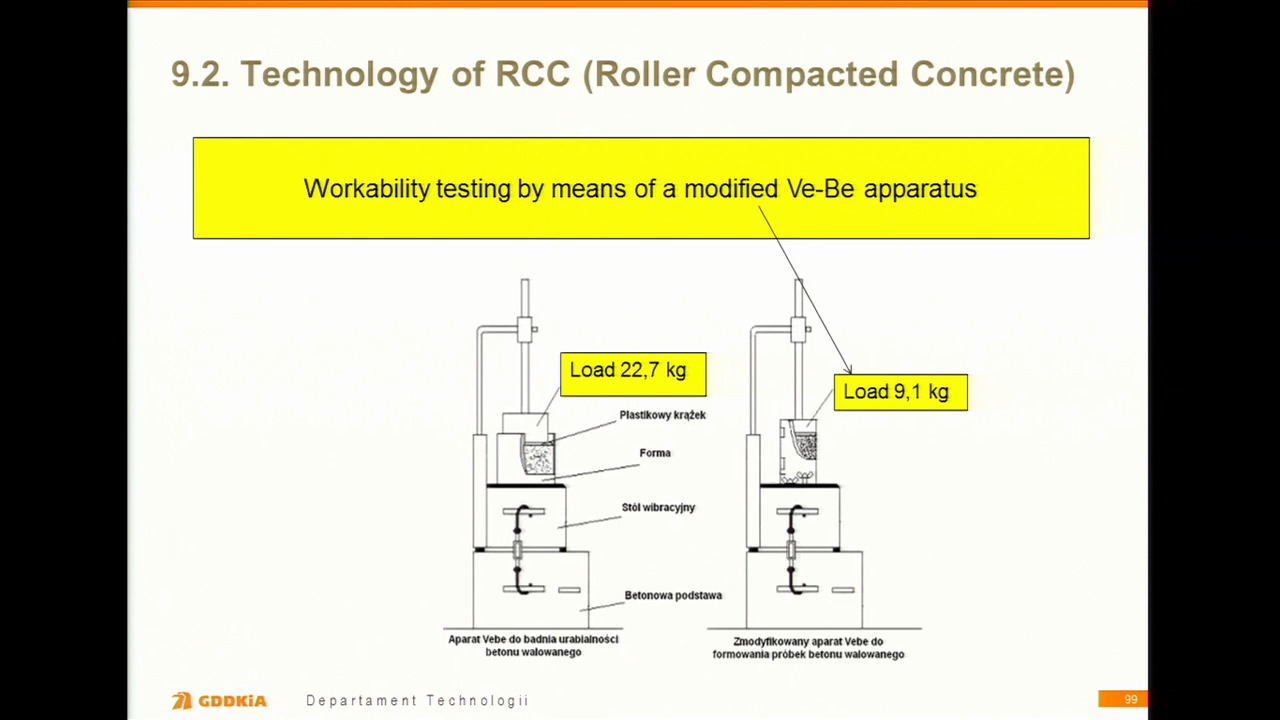 9.2. Technology of RCC (Roller Compacted Concrete)
Workability testing by means of a modified Ve-Be apparatus
Load 22,7 kg
Load 9,1 kg
Plastikowy krążek
Forma
Stół wibracyjny
Betonowa podstawa
Aparat Vebe do badnia urabialności
betonu walowanego
Zmodyfikowany aparat Vebe do
formowania próbek betonu walowanego
GDDKiA
Departament Technologii
99